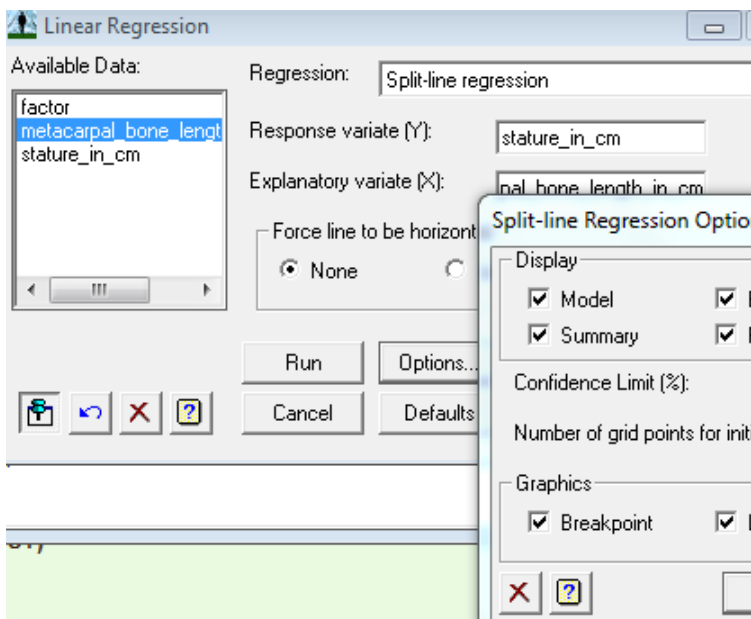 Linear Regression
Available Data:
factor
metacarpal_bone_lengt
stature_in_cm
Regression:
Split-line regression
Response variate (Y):
stature_in_cm
Explanatory variate (X):
pal_bone_length_in_cm
Force line to be horizont
None
Run
Options...
Cancel
Defaults
Split-line Regression Optio
Display
Model
Summary
Confidence Limit (%):
Number of grid points for init
Graphics
Breakpoint